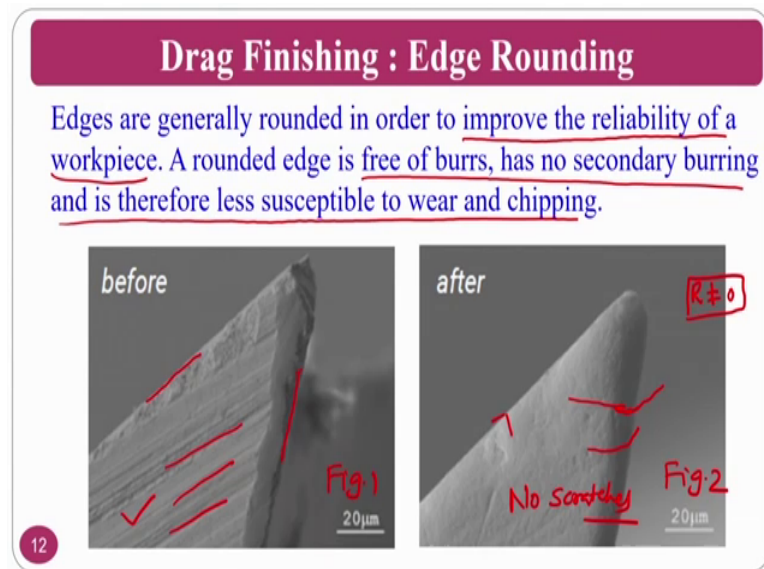 Drag Finishing : Edge Rounding
Edges are generally rounded in order to improve the reliability of a
workpiece. A rounded edge is free of burrs, has no secondary burring
and is therefore less susceptible to wear and chipping.
before
Fig.1
20µm
after
R ≠ 0
No scratches
Fig.2
20µm
12